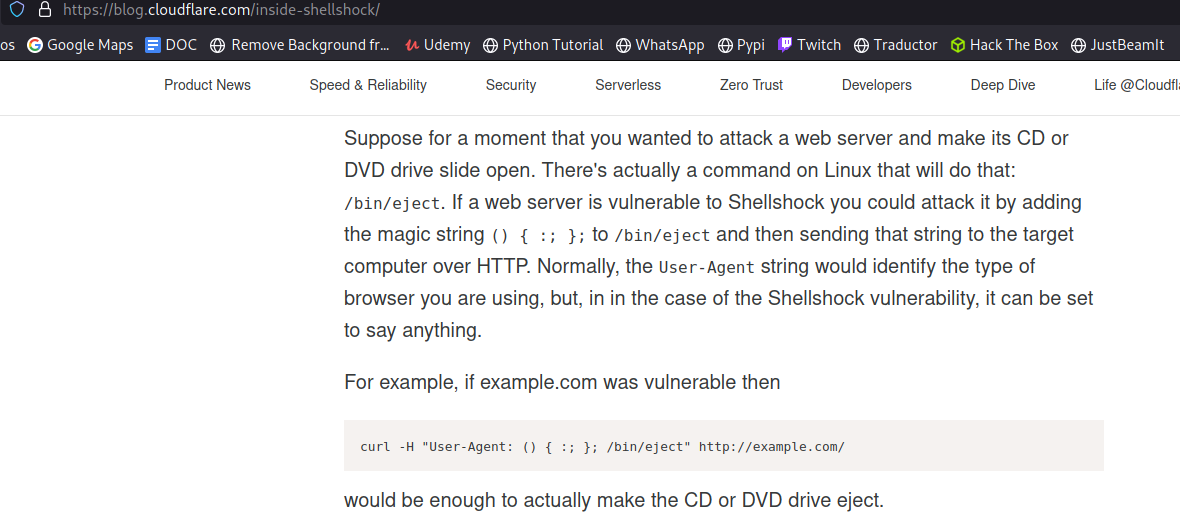 https://blog.cloudflare.com/inside-shellshock/
os Google Maps DOC Remove Background fr... Udemy Python Tutorial WhatsApp Pypi Twitch Traductor Hack The Box JustBeamIt
Product News Speed & Reliability Security Serverless Zero Trust Developers Deep Dive Life @Cloudfl
Suppose for a moment that you wanted to attack a web server and make its CD or
DVD drive slide open. There's actually a command on Linux that will do that:
/bin/eject. If a web server is vulnerable to Shellshock you could attack it by adding
the magic string () { :; }; to /bin/eject and then sending that string to the target
computer over HTTP. Normally, the User-Agent string would identify the type of
browser you are using, but, in in the case of the Shellshock vulnerability, it can be set
to say anything.
For example, if example.com was vulnerable then
curl -H "User-Agent: () { :; }; /bin/eject" http://example.com/
would be enough to actually make the CD or DVD drive eject.